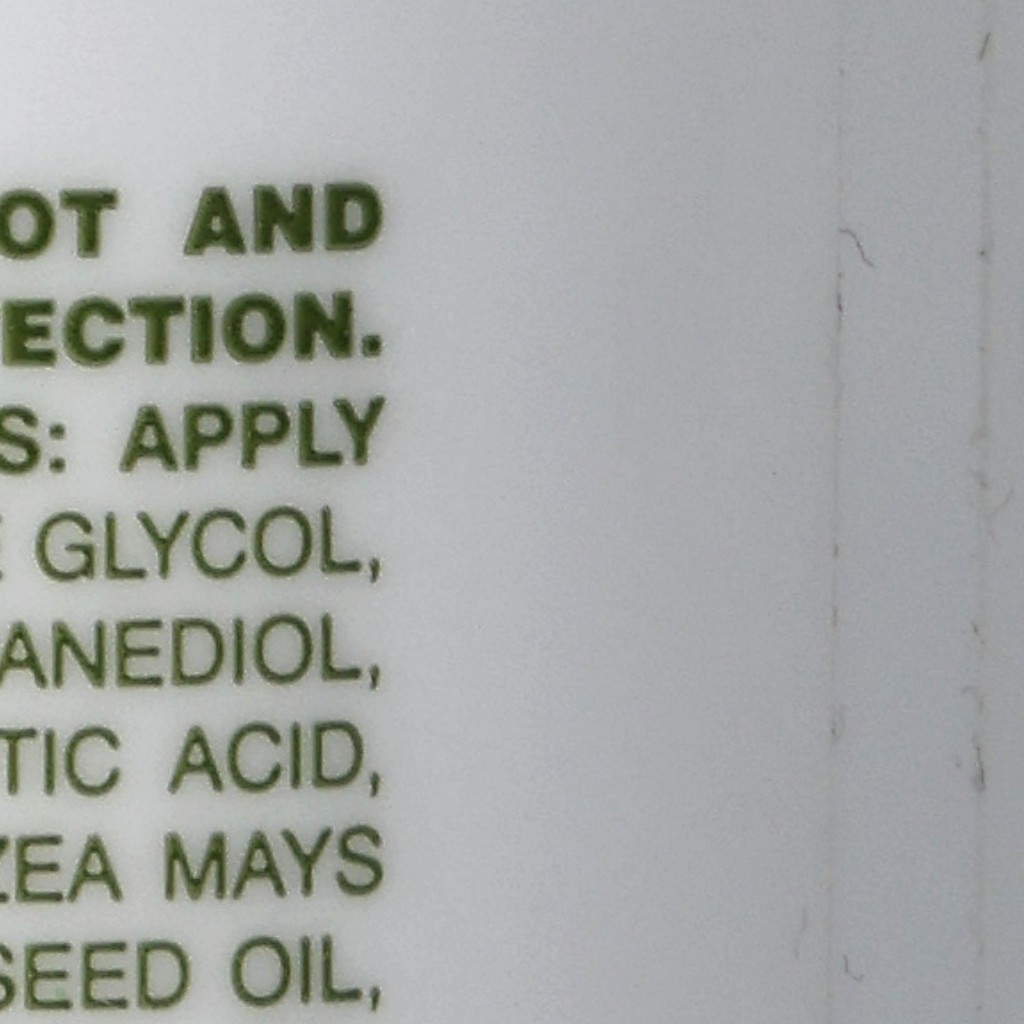 OT AND
ECTION.
S: APPLY
E GLYCOL,
ANEDIOL,
TIC ACID,
ZEA MAYS
SEED OIL,